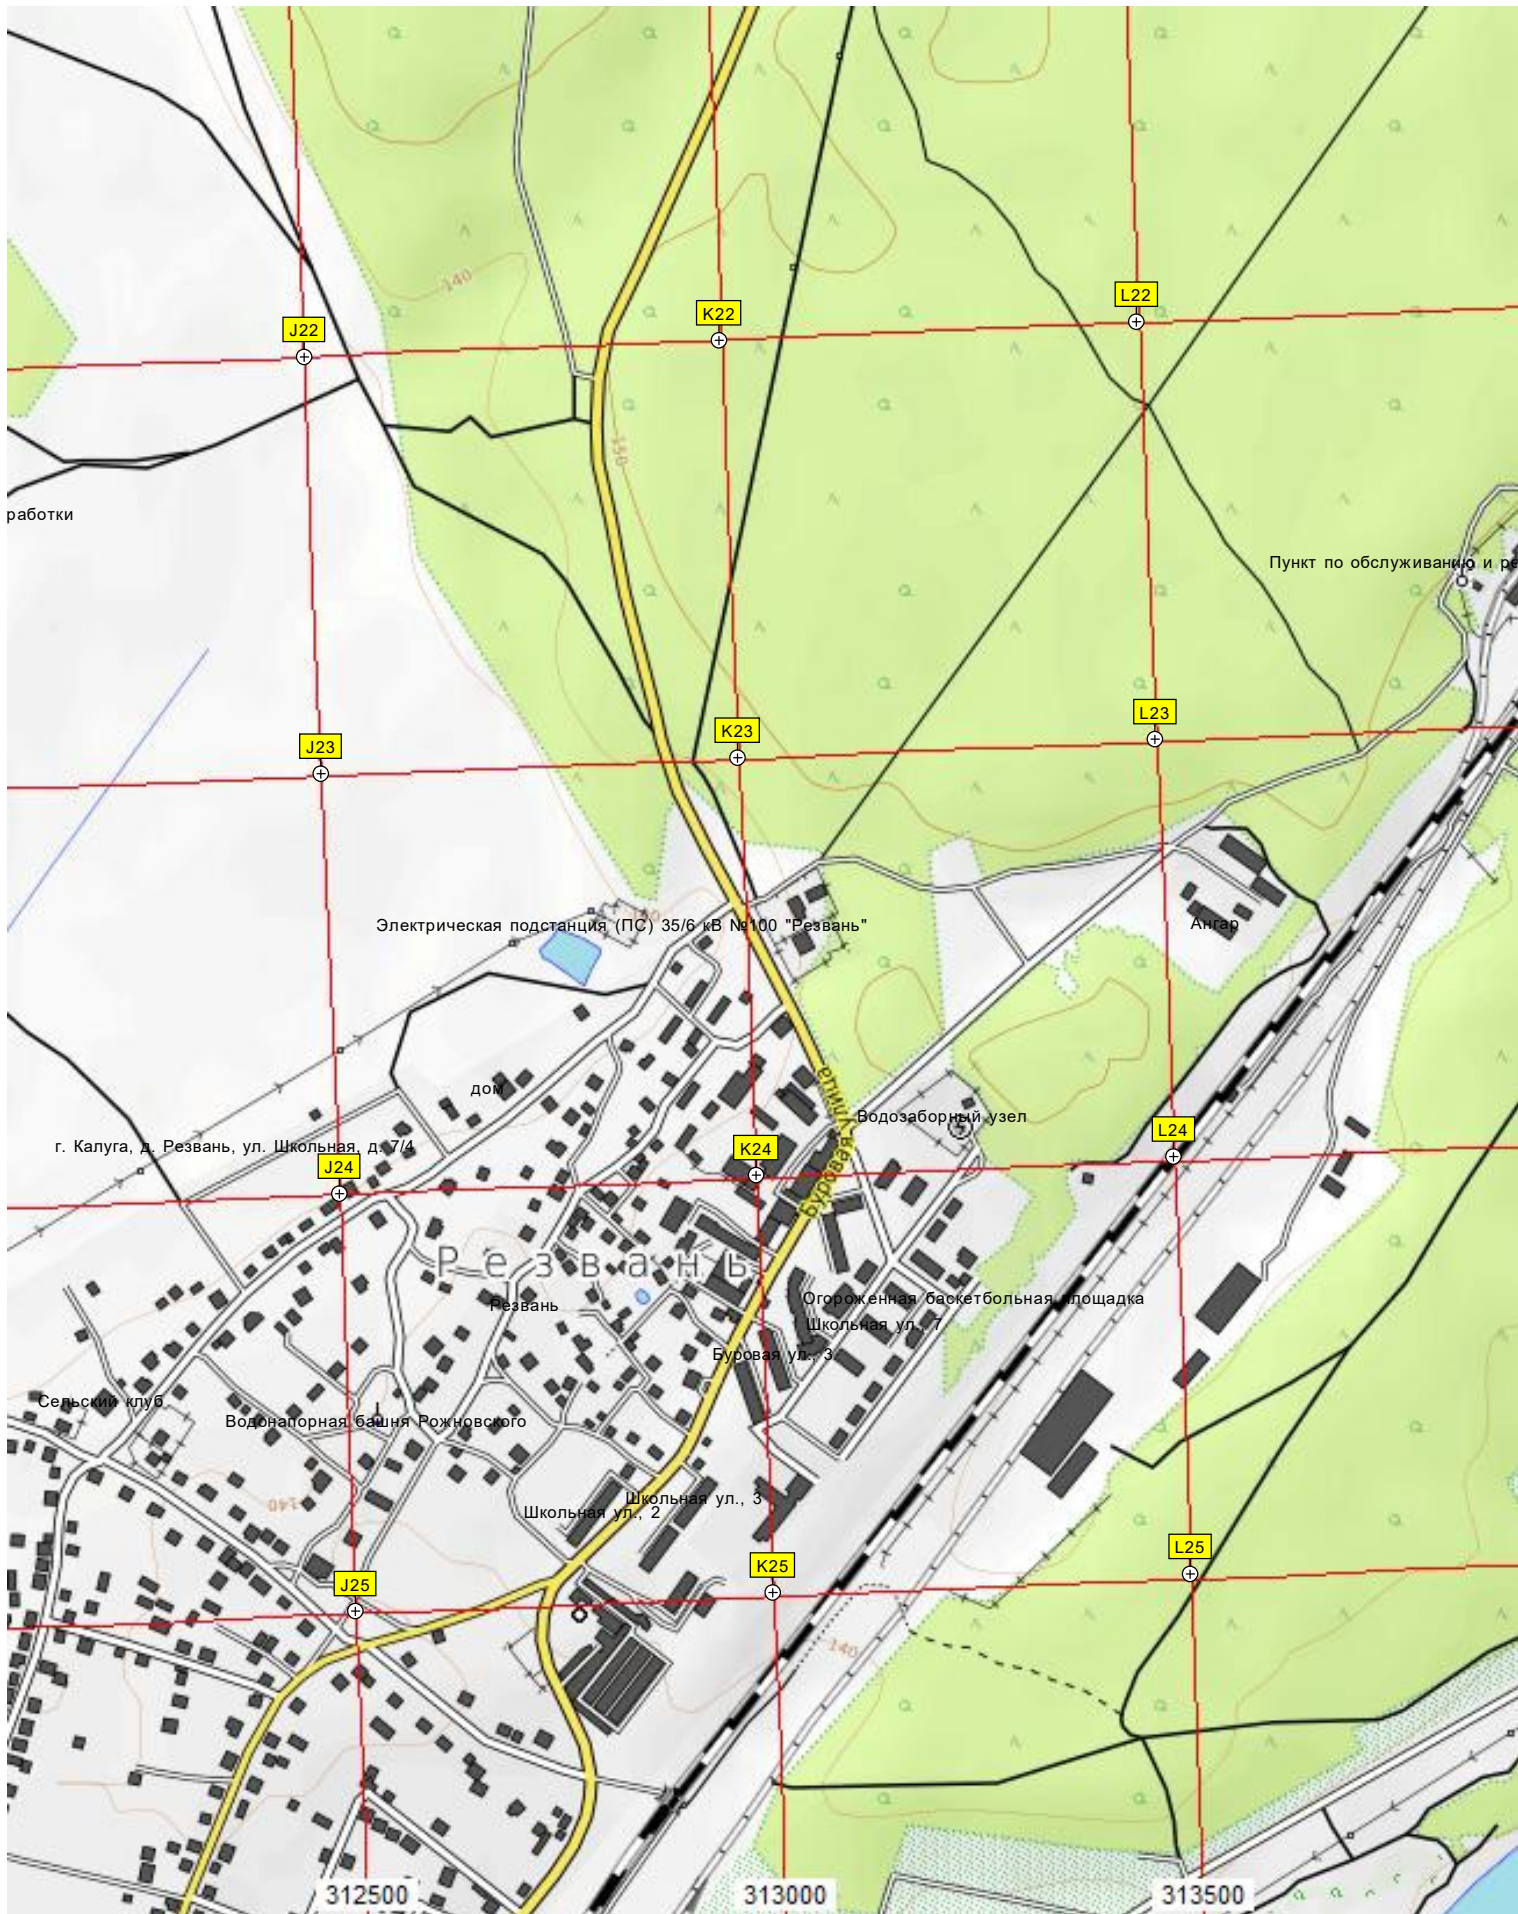 140
J22
K22
L22
150
работки
Пункт по обслуживанию и ре
J23
K23
L23
140
Электрическая подстанция (ПС) 35/6 кВ №100 "Резвань"
Ангар
дом
Буровая улица
Водозаборный узел
г. Калуга, д. Резвань, ул. Школьная, д. 7/4
J24
K24
L24
Резвань
Резвань
Огороженная баскетбольная площадка
Школьная ул., 7
Буровая ул., 3
Сельский клуб
Водонапорная башня Рожновского
140
Школьная ул., 3
Школьная ул., 2
J25
K25
L25
140
312500
313000
313500